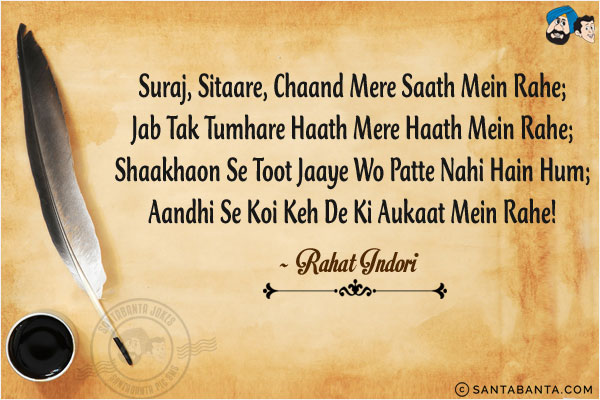 Suraj, Sitaare, Chaand Mere Saath Mein Rahe;
Jab Tak Tumhare Haath Mere Haath Mein Rahe;
Shaakhaon Se Toot Jaaye Wo Patte Nahi Hain Hum;
Aandhi Se Koi Keh De Ki Aukaat Mein Rahe!
~ Rahat Indori
SANTABANTA JOKES
SANTABANTA PIC SMS
© SANTABANTA.COM